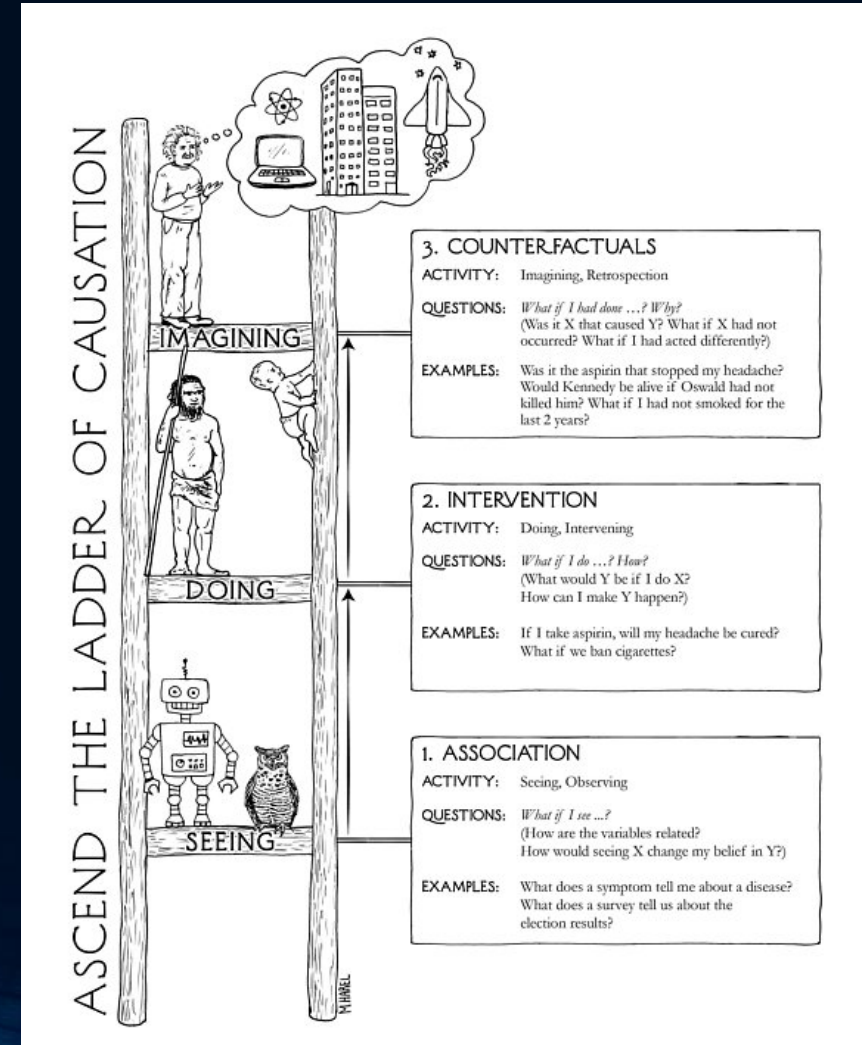 ASCEND THE LADDER OF CAUSATION
IMAGINING
3. COUNTERFACTUALS
ACTIVITY: Imagining, Retrospection
QUESTIONS: What if I had done …? Why?
(Was it X that caused Y? What if X had not
occurred? What if I had acted differently?)
EXAMPLES: Was it the aspirin that stopped my headache?
Would Kennedy be alive if Oswald had not
killed him? What if I had not smoked for the
last 2 years?
DOING
2. INTERVENTION
ACTIVITY: Doing, Intervening
QUESTIONS: What if I do …? How?
(What would Y be if I do X?
How can I make Y happen?)
EXAMPLES: If I take aspirin, will my headache be cured?
What if we ban cigarettes?
SEEING
1. ASSOCIATION
ACTIVITY: Seeing, Observing
QUESTIONS: What if I see ...?
(How are the variables related?
How would seeing X change my belief in Y?)
EXAMPLES: What does a symptom tell me about a disease?
What does a survey tell us about the
election results?
M.HAREL